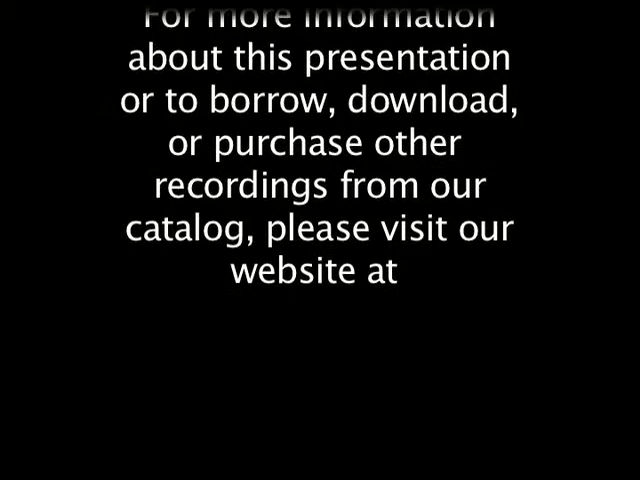 For more information
about this presentation
or to borrow, download,
or purchase other
recordings from our
catalog, please visit our
website at